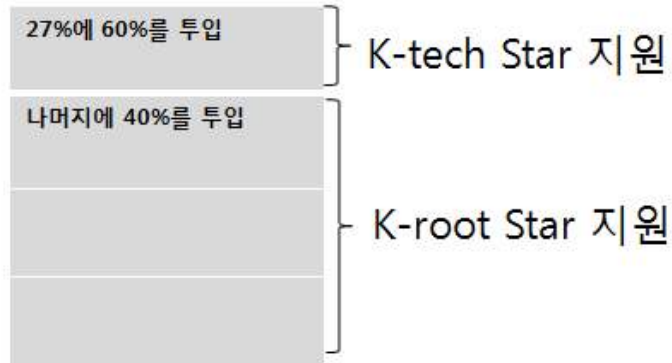 27%에 60%를 투입
K-tech Star 지원
나머지에 40%를 투입
K-root Star 지원